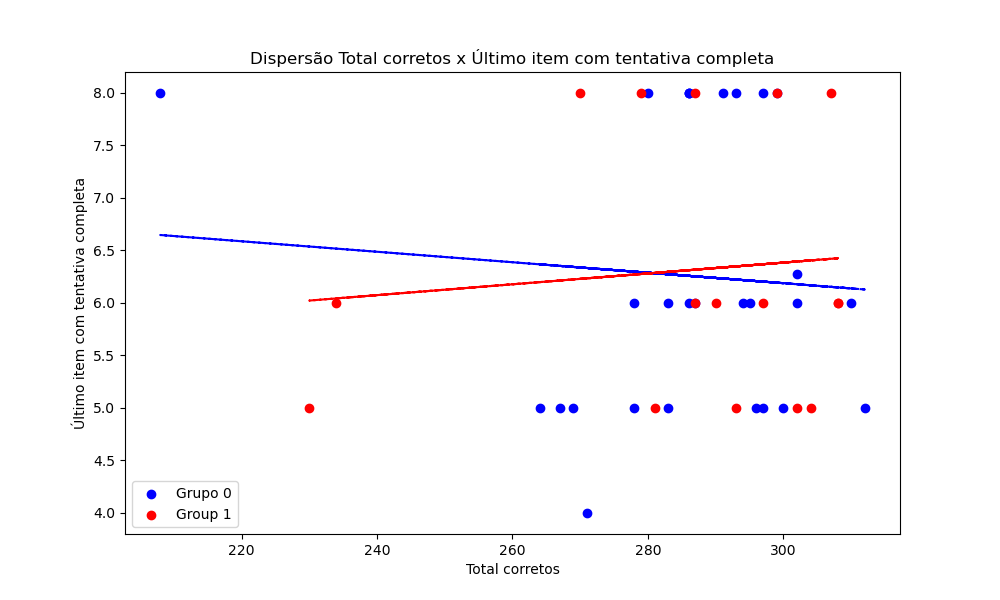 Dispersão Total corretos x Último item com tentativa completa
Último item com tentativa completa
8.0
7.5
7.0
6.5
6.0
5.5
5.0
4.5
4.0
Grupo 0
Group 1
220
240
260
280
300
Total corretos